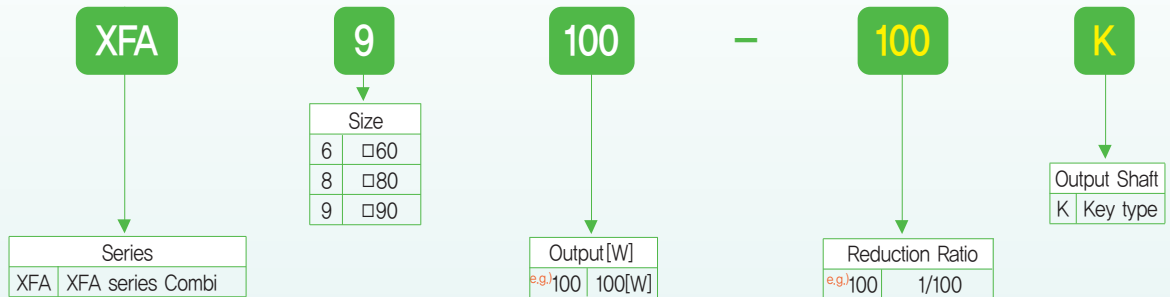 XFA 9 100 – 100 K
Size
6 □60
8 □80
9 □90
Output Shaft
K Key type
Series
XFA XFA series Combi
Output[W]
e.g.)100 100[W]
Reduction Ratio
e.g.)100 1/100